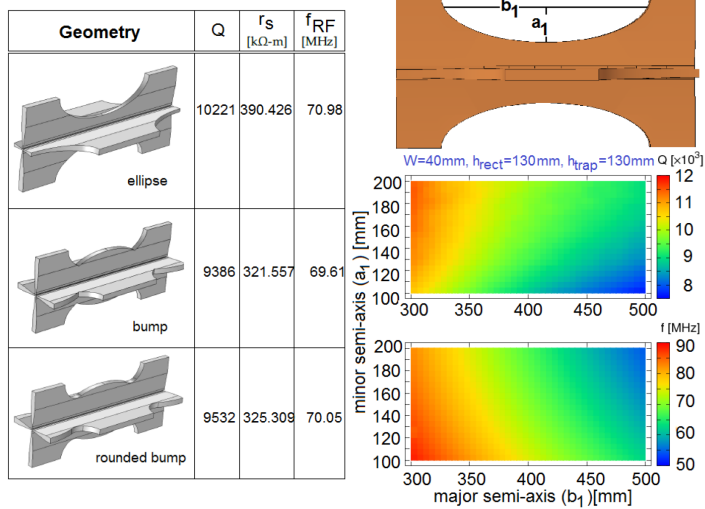 Geometry Q rs fRF
[kΩ-m] [MHz]
10221 390.426 70.98
ellipse
9386 321.557 69.61
bump
9532 325.309 70.05
rounded bump
b1
a1
W=40mm, hrect=130mm, htrap=130mm Q [×10³]
200
180
160
140
120
100
300 350 400 450 500
12
11
10
9
8
minor semi-axis (a1) [mm]
f [MHz]
200
180
160
140
120
100
300 350 400 450 500
90
80
70
60
50
major semi-axis (b1)[mm]